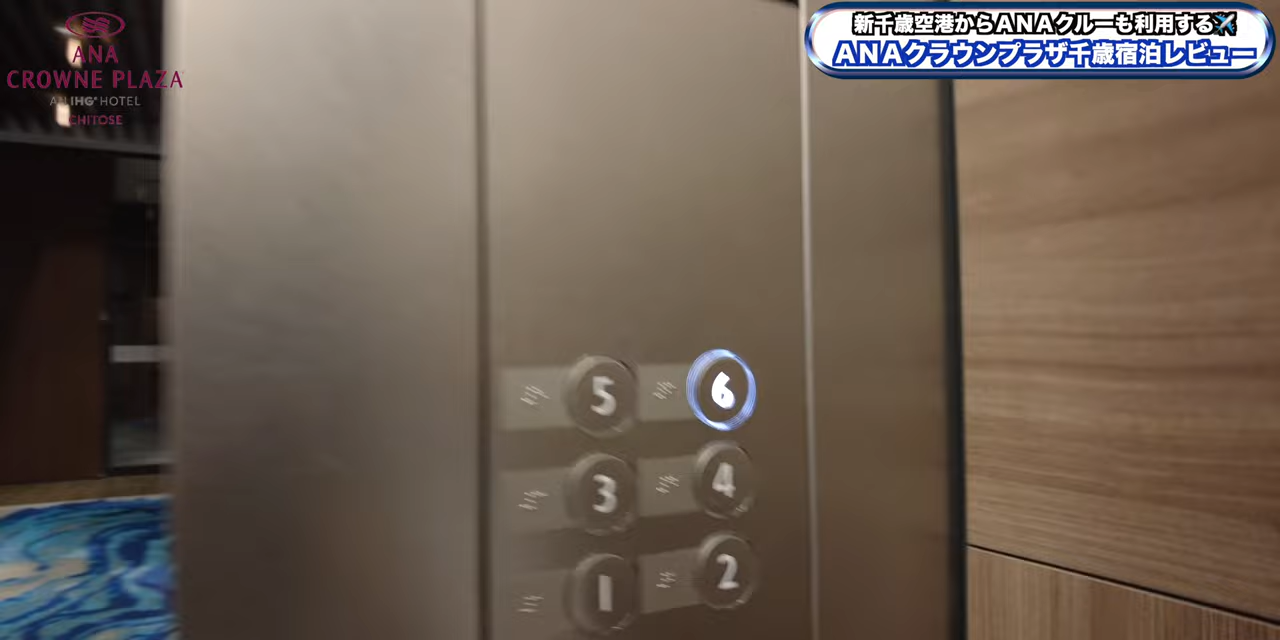 ANA
CROWNE PLAZA
AN IHG® HOTEL
CHITOSE
新千歳空港からANAクルーも利用する✈️
ANAクラウンプラザ千歳宿泊レビュー
5 6
3 4
1 2